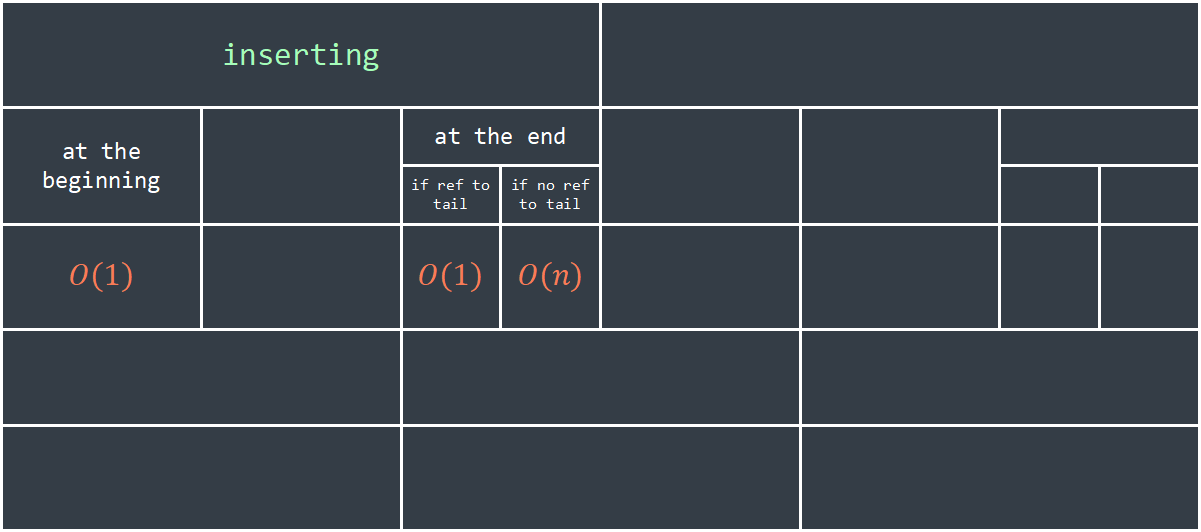 inserting
at the
beginning
at the end
if ref to
tail
if no ref
to tail
O(1)
O(1)
O(n)